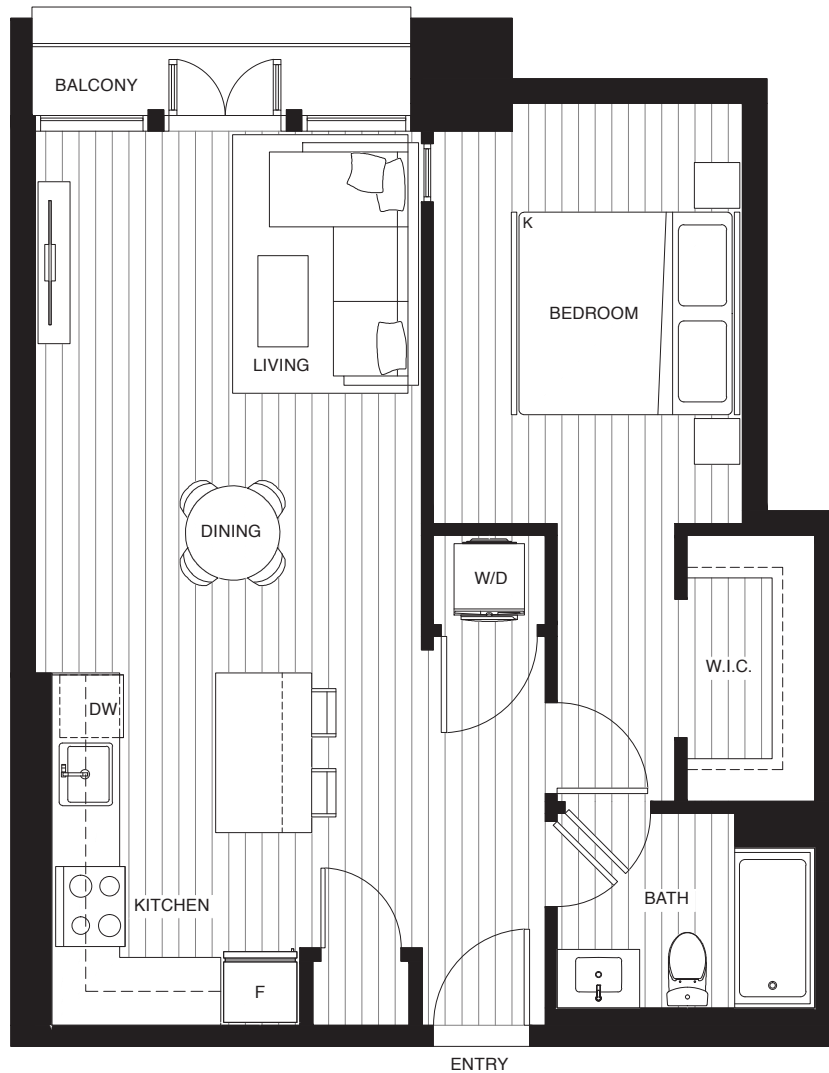 BALCONY
K
BEDROOM
LIVING
DINING
W/D
W.I.C.
DW
KITCHEN
BATH
F
ENTRY